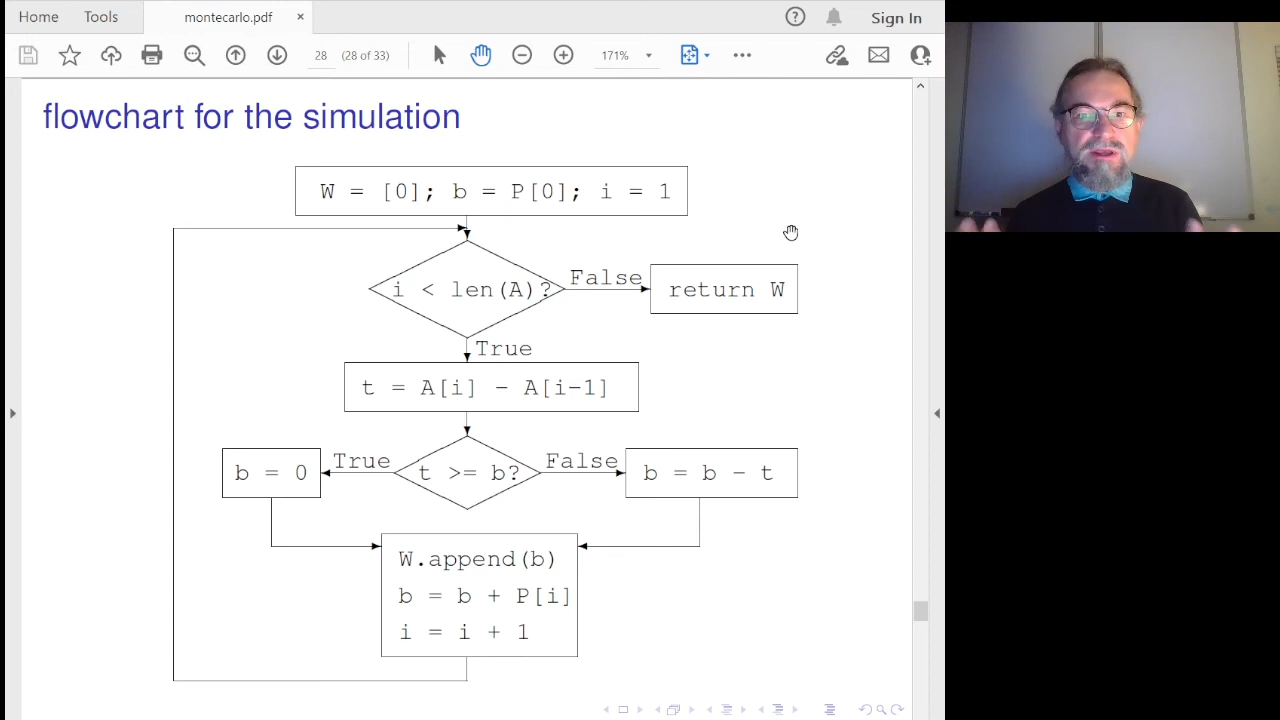 Home Tools montecarlo.pdf × Sign In
28 (28 of 33) 171%
flowchart for the simulation
W = [0]; b = P[0]; i = 1
i < len(A)? False return W
True
t = A[i] - A[i-1]
b = 0 True t >= b? False b = b - t
W.append(b)
b = b + P[i]
i = i + 1